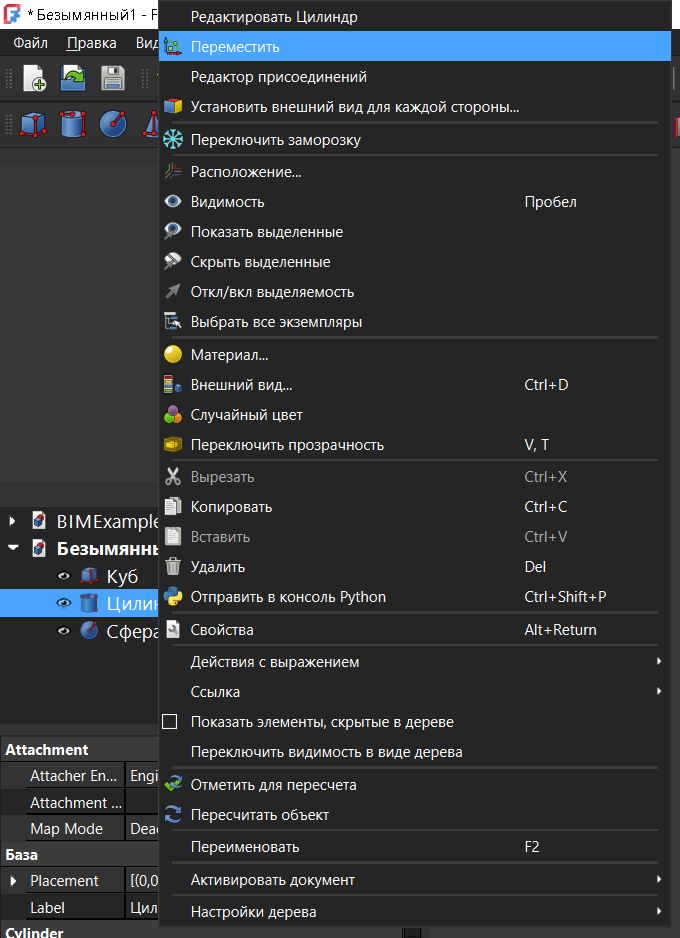 * Безымянный1 - F
Файл Правка Вид
Редактировать Цилиндр
Переместить
Редактор присоединений
Установить внешний вид для каждой стороны...
Переключить заморозку
Расположение...
Видимость Пробел
Показать выделенные
Скрыть выделенные
Откл/вкл выделяемость
Выбрать все экземпляры
Материал...
Внешний вид... Ctrl+D
Случайный цвет
Переключить прозрачность V, T
Вырезать Ctrl+X
Копировать Ctrl+C
Вставить Ctrl+V
Удалить Del
Отправить в консоль Python Ctrl+Shift+P
Свойства Alt+Return
Действия с выражением
Ссылка
Показать элементы, скрытые в дереве
Переключить видимость в виде дерева
Отметить для пересчета
Пересчитать объект
Переименовать F2
Активировать документ
Настройки дерева
BIMExample
Безымянны
Куб
Цилин
Сфера
Attachment
Attacher En... Engi
Attachment ...
Map Mode Deac
База
Placement [(0,0
Label Цил
Cylinder